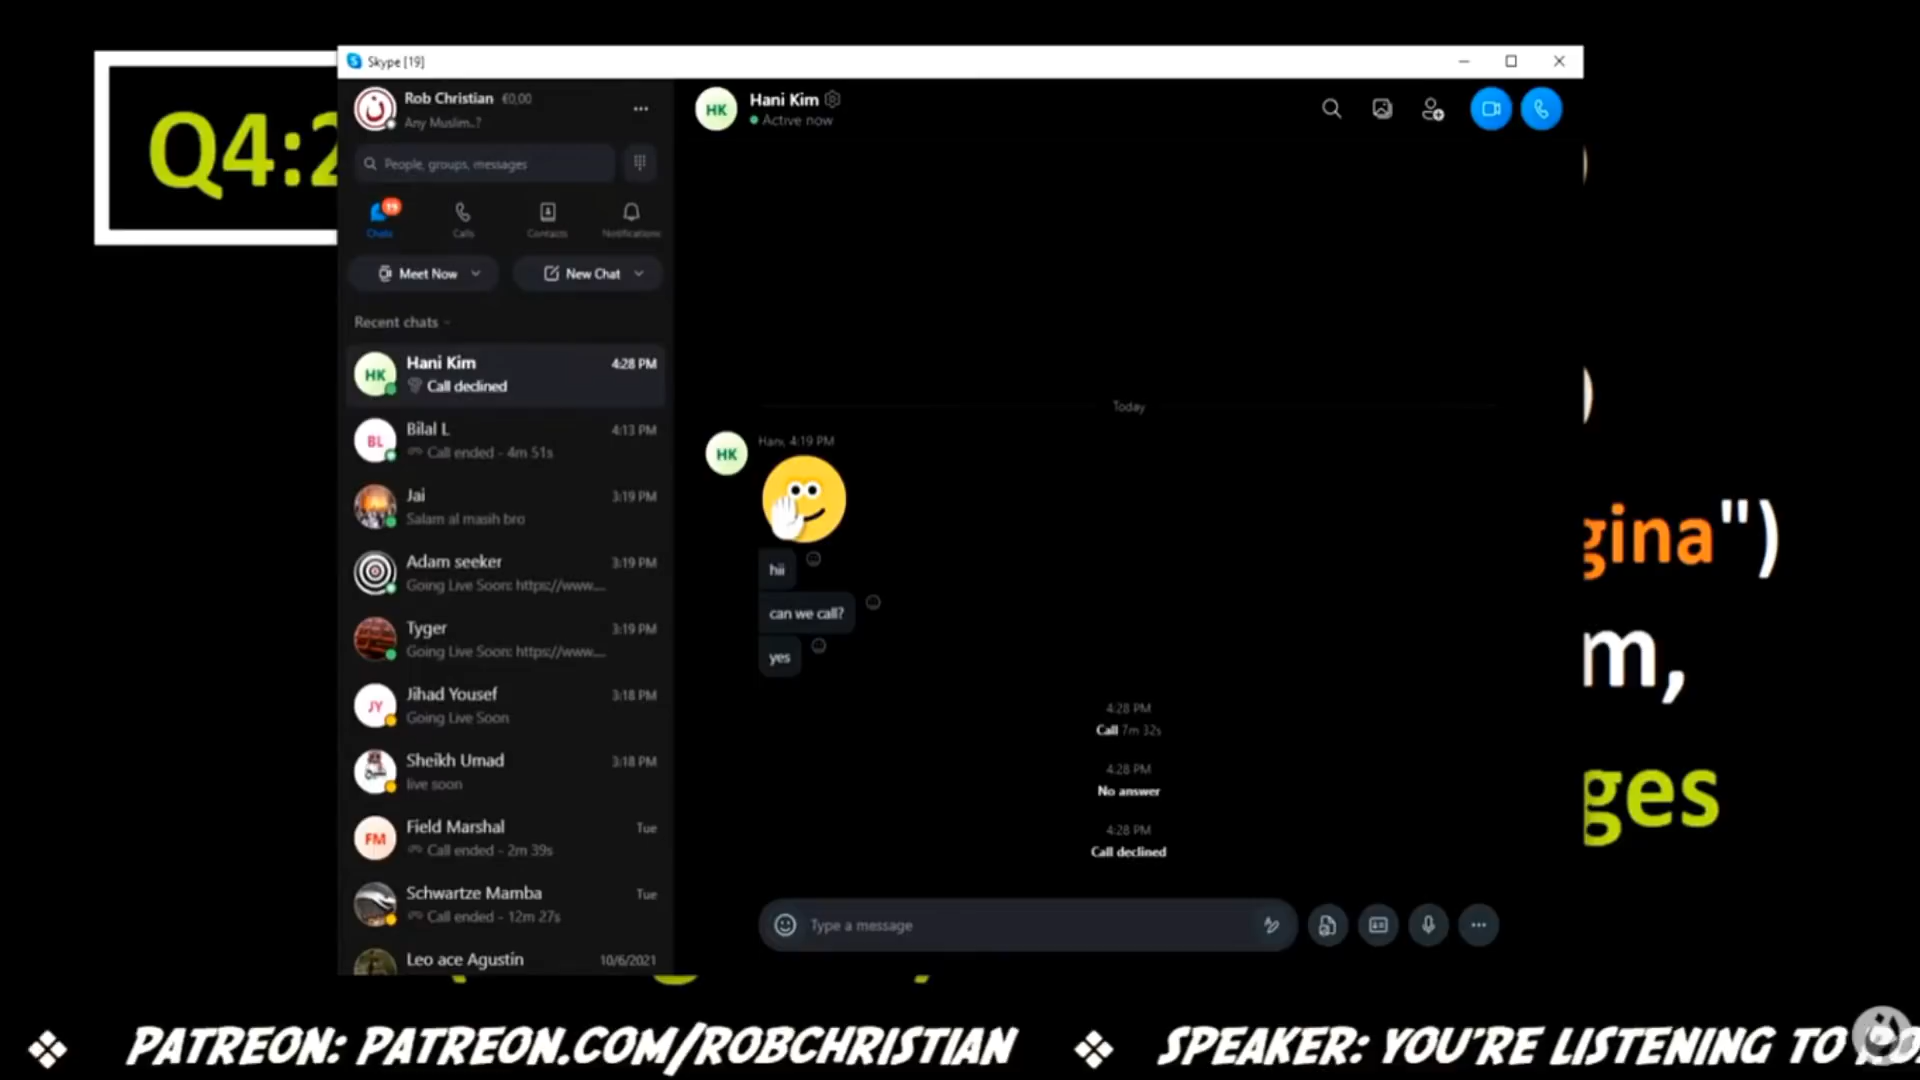 Skype [19]
Q4:2
Rob Christian €0,00
Any Muslim..?
People, groups, messages
Chats
Calls
Contacts
Notifications
Meet Now
New Chat
Recent chats
HK
Hani Kim
4:28 PM
Call declined
BL
Bilal L
4:13 PM
Call ended - 4m 51s
Jai
3:19 PM
Salam al masih bro
Adam seeker
3:19 PM
Going Live Soon: https://www....
Tyger
3:19 PM
Going Live Soon: https://www....
JY
Jihad Yousef
3:18 PM
Going Live Soon
Sheikh Umad
3:18 PM
live soon
FM
Field Marshal
Tue
Call ended - 2m 39s
Schwartze Mamba
Tue
Call ended - 12m 27s
Leo ace Agustin
10/6/2021
HK
Hani Kim
Active now
Today
HK
Hani, 4:19 PM
hii
can we call?
yes
4:28 PM
Call 7m 32s
4:28 PM
No answer
4:28 PM
Call declined
Type a message
)
)
gina")
m,
ges
PATREON: PATREON.COM/ROBCHRISTIAN
SPEAKER: YOU'RE LISTENING TO